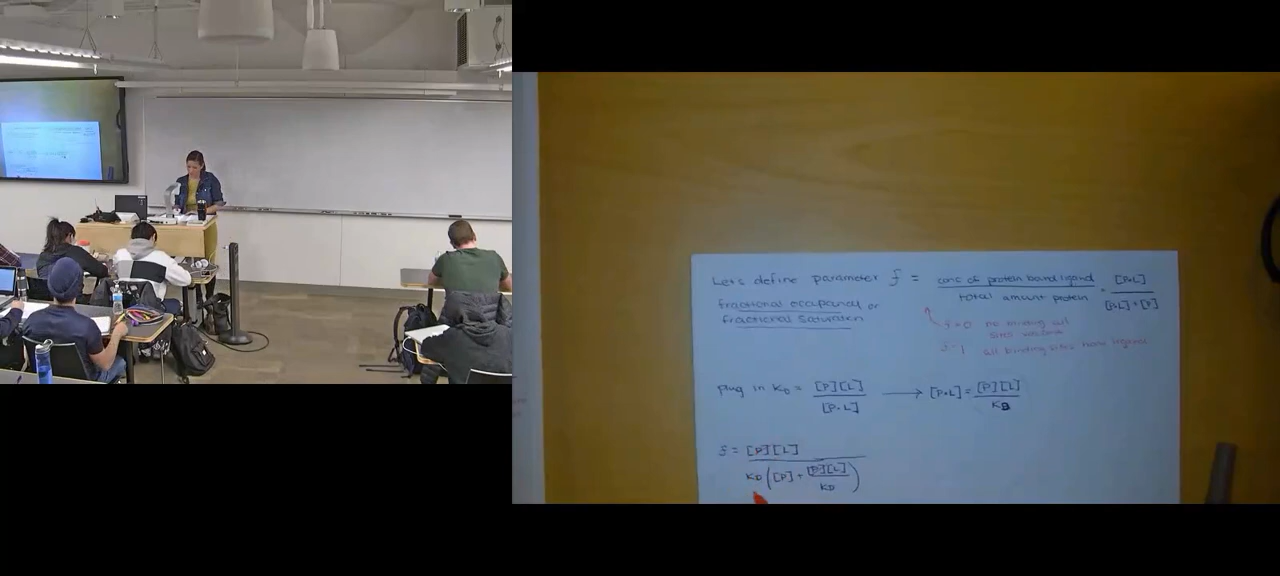 Let's define parameter f = conc of protein bound ligand / total amount protein = [P•L] / [P•L] + [P]
fractional occupancy or
fractional saturation
f=0 no binding all
sites
f=1 all binding sites have ligand
Plug in KD = [P][L] / [P•L] → [P•L] = [P][L] / KD
f = [P][L] / KD ([P] + [P][L] / KD)